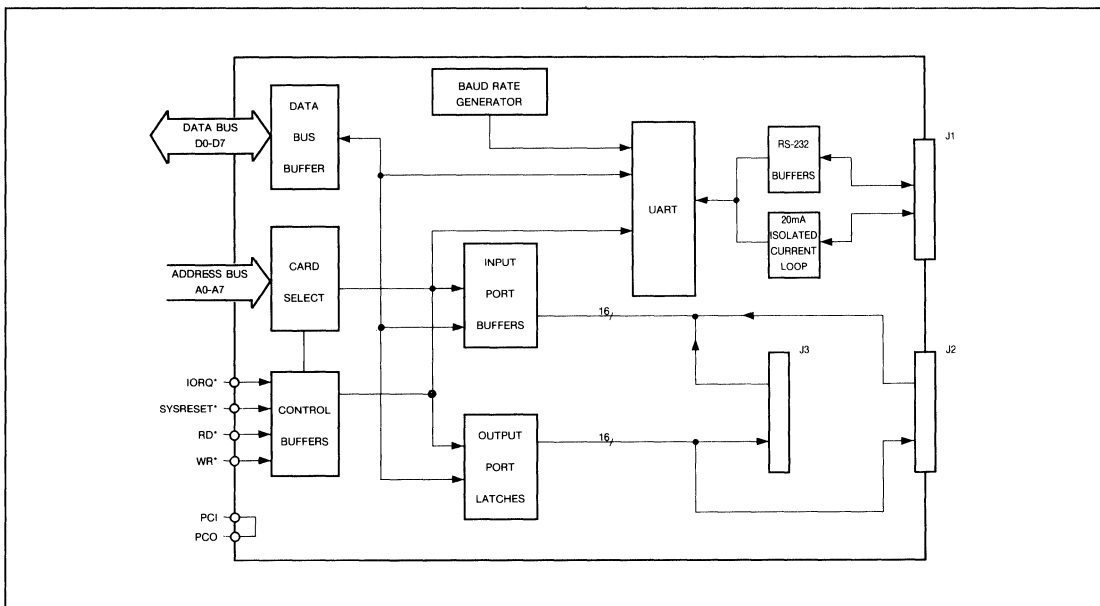 BAUD RATE
GENERATOR
DATA
BUS
BUFFER
DATA BUS
D0-D7
UART
RS-232
BUFFERS
J1
20mA
ISOLATED
CURRENT
LOOP
CARD
SELECT
ADDRESS BUS
A0-A7
INPUT
PORT
BUFFERS
16/
J3
J2
IORQ*
SYSRESET*
RD*
WR*
CONTROL
BUFFERS
OUTPUT
PORT
LATCHES
16/
PCI
PCO